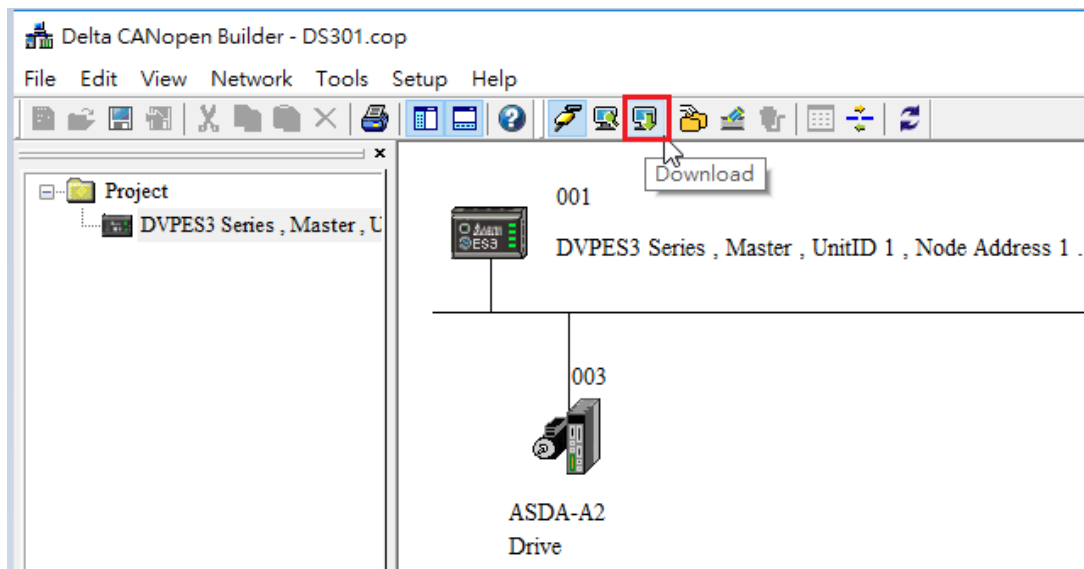 Delta CANopen Builder - DS301.cop
File Edit View Network Tools Setup Help
Download
Project
DVPES3 Series , Master , U
001
ES3
DVPES3 Series , Master , UnitID 1 , Node Address 1 .
003
ASDA-A2
Drive